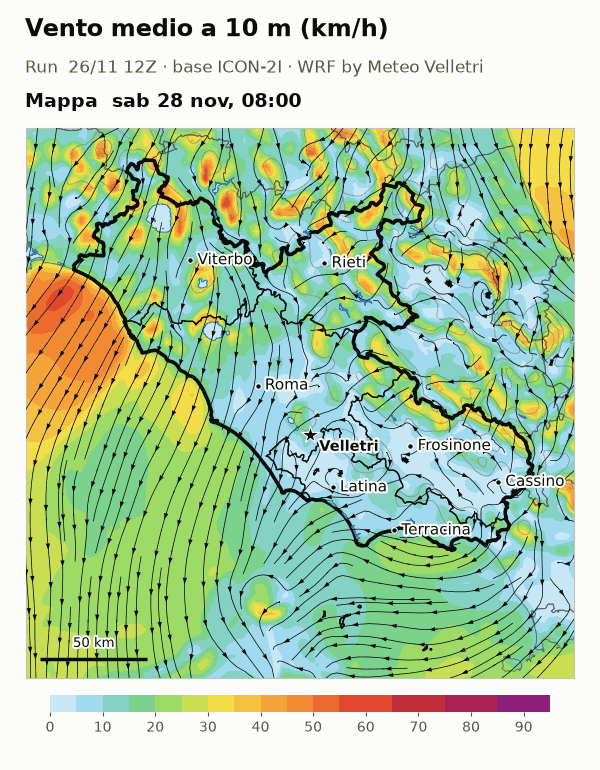 Vento medio a 10 m (km/h)
Run  26/11 12Z · base ICON-2I · WRF by Meteo Velletri
Mappa  sab 28 nov, 08:00
Viterbo
Rieti
Roma
Velletri
Frosinone
Latina
Cassino
Terracina
50 km
0 10 20 30 40 50 60 70 80 90